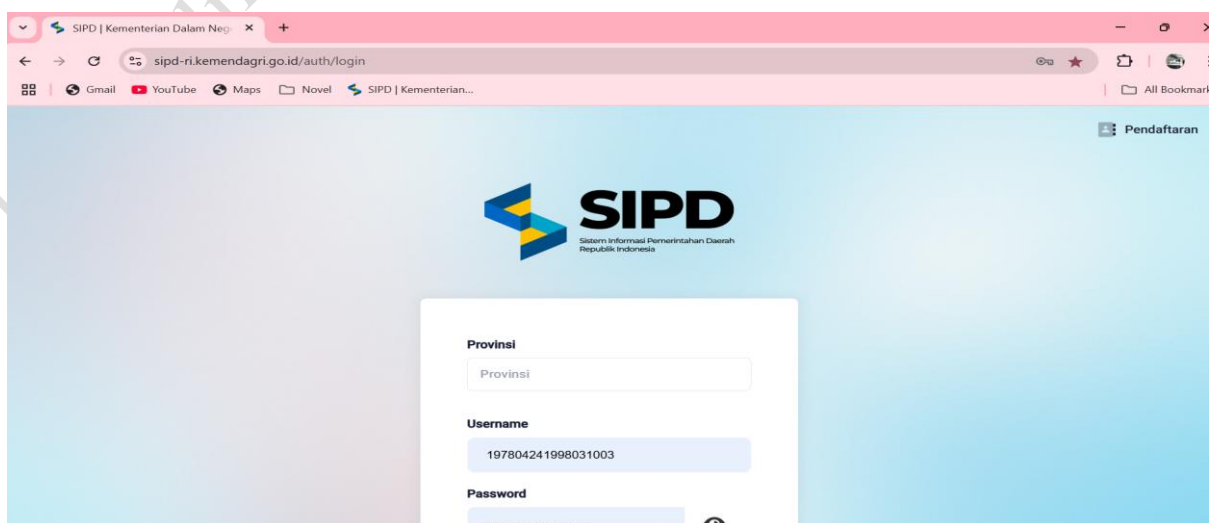 SIPD | Kementerian Dalam Neg
sipd-ri.kemendagri.go.id/auth/login
Gmail YouTube Maps Novel SIPD | Kementerian... All Bookmark
Pendaftaran
SIPD
Sistem Informasi Pemerintahan Daerah
Republik Indonesia
Provinsi
Provinsi
Username
197804241998031003
Password